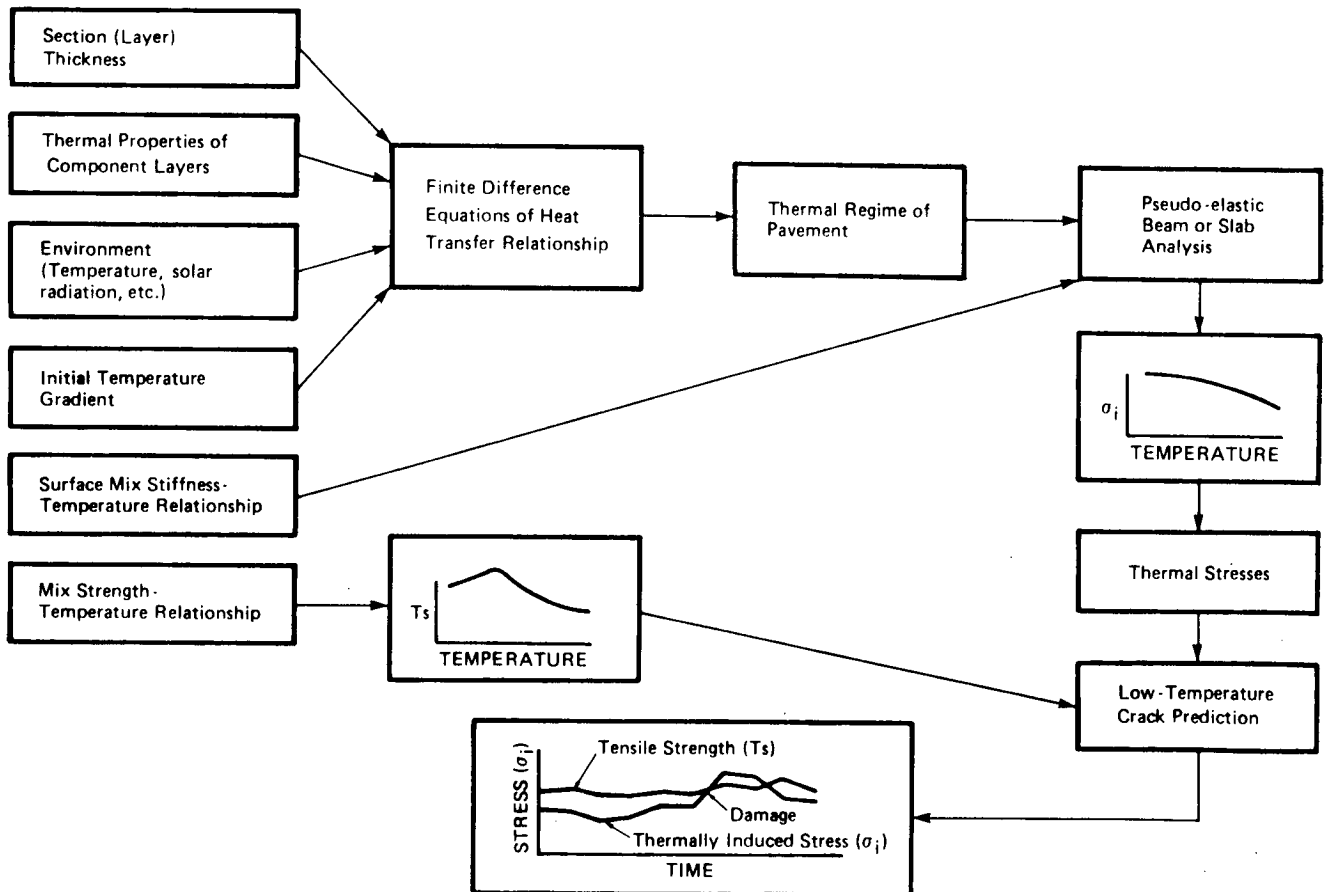 Section (Layer)
Thickness
Thermal Properties of
Component Layers
Environment
(Temperature, solar
radiation, etc.)
Initial Temperature
Gradient
Surface Mix Stiffness-
Temperature Relationship
Mix Strength-
Temperature Relationship
Finite Difference
Equations of Heat
Transfer Relationship
Thermal Regime of
Pavement
Pseudo-elastic
Beam or Slab
Analysis
σi
TEMPERATURE
Thermal Stresses
Ts
TEMPERATURE
Low-Temperature
Crack Prediction
STRESS (σi)
Tensile Strength (Ts)
Damage
Thermally Induced Stress (σi)
TIME